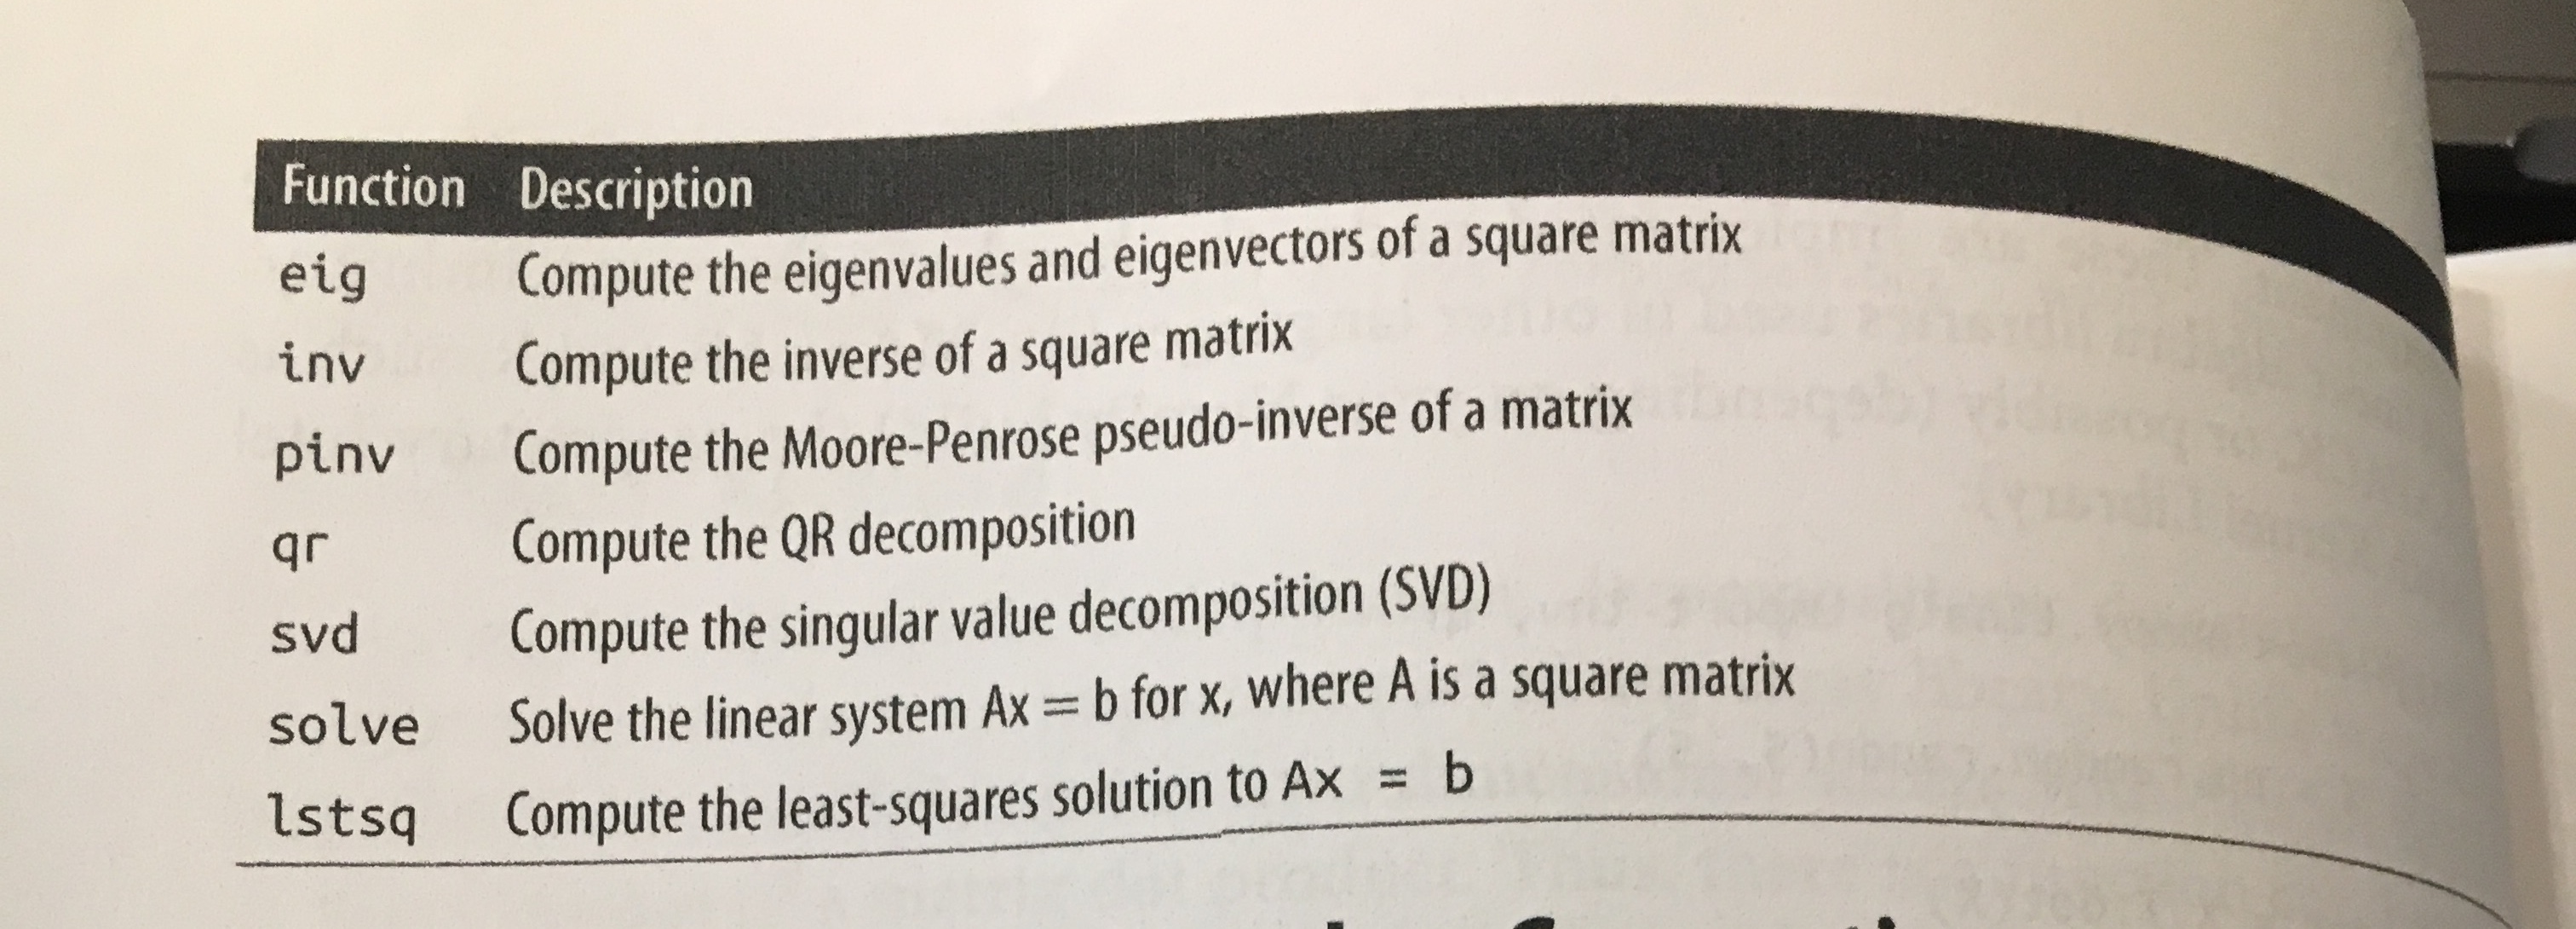 Function Description
eig Compute the eigenvalues and eigenvectors of a square matrix
inv Compute the inverse of a square matrix
pinv Compute the Moore-Penrose pseudo-inverse of a matrix
qr Compute the QR decomposition
svd Compute the singular value decomposition (SVD)
solve Solve the linear system Ax = b for x, where A is a square matrix
lstsq Compute the least-squares solution to Ax = b